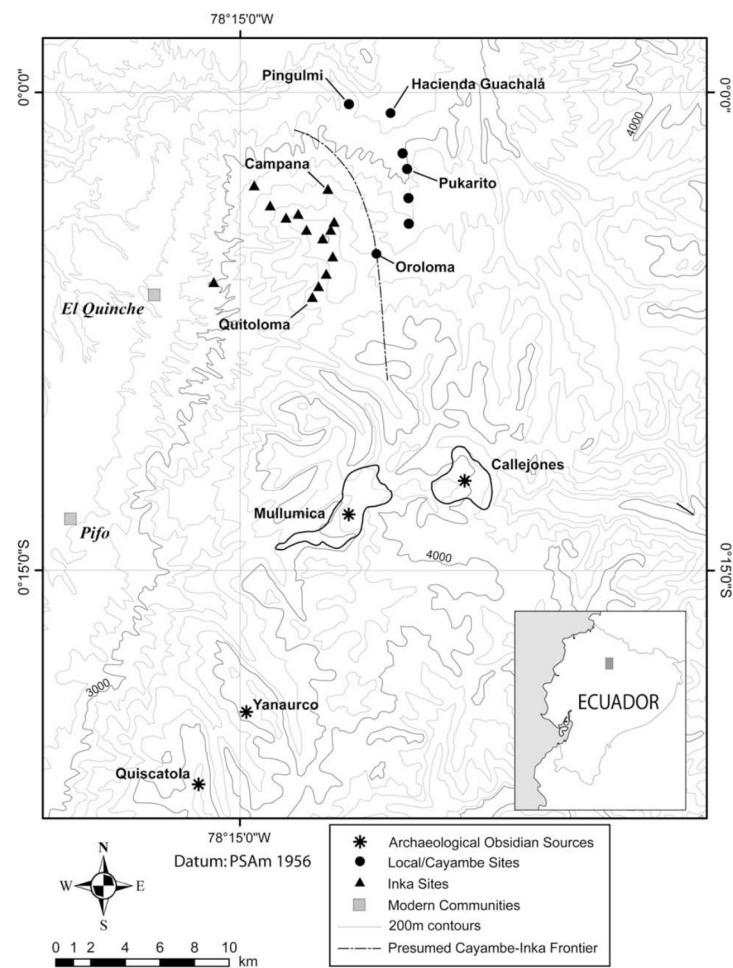 78°15'0"W
Pingulmi
Hacienda Guachalá
0°0'0"
0°0'0"
4000
Campana
Pukarito
Oroloma
El Quinche
Quitoloma
Callejones
Mullumica
Pifo
4000
0°15'0"S
0°15'0"S
3000
Yanaurco
ECUADOR
Quiscatola
78°15'0"W
N
W E
S
Datum: PSAm 1956
0 1 2 4 6 8 10
km
Archaeological Obsidian Sources
Local/Cayambe Sites
Inka Sites
Modern Communities
200m contours
Presumed Cayambe-Inka Frontier